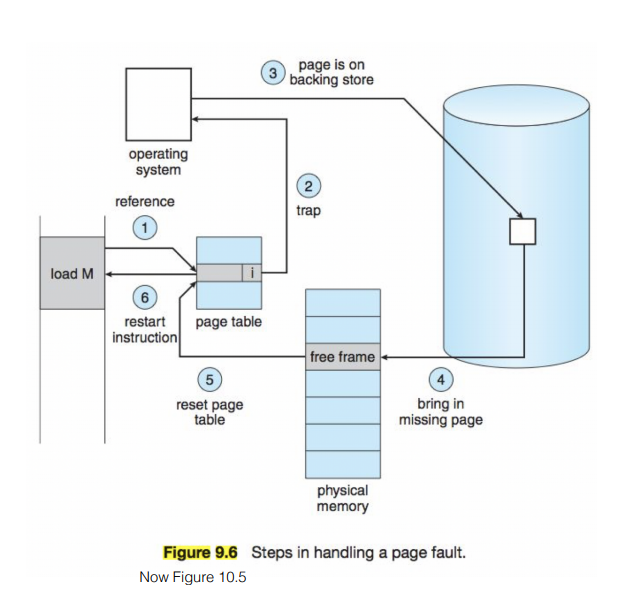 3
page is on
backing store
operating
system
2
trap
reference
1
load M
i
6
restart
instruction
page table
free frame
5
reset page
table
4
bring in
missing page
physical
memory
Figure 9.6 Steps in handling a page fault.
Now Figure 10.5